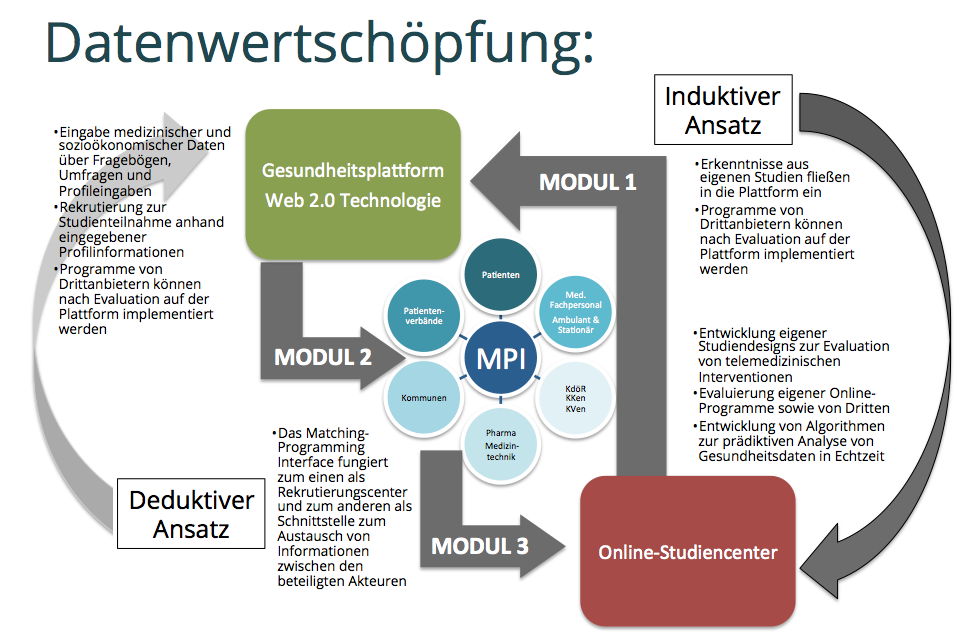 Datenwertschöpfung:
Induktiver
Ansatz
•Eingabe medizinischer und
sozioökonomischer Daten
über Fragebögen,
Umfragen und
Profileingaben
•Rekrutierung zur
Studienteilnahme anhand
eingegebener
Profilinformationen
•Programme von
Drittanbietern können
nach Evaluation auf der
Plattform implementiert
werden
Gesundheitsplattform
Web 2.0 Technologie
MODUL 1
•Erkenntnisse aus
eigenen Studien fließen
in die Plattform ein
•Programme von
Drittanbietern können
nach Evaluation auf der
Plattform implementiert
werden
MODUL 2
Patienten
Med.
Fachpersonal
Ambulant &
Stationär
Patienten-
verbände
MPI
Kommunen
KdöR
KKen
KVen
Pharma
Medizin-
technik
•Entwicklung eigener
Studiendesigns zur Evaluation
von telemedizinischen
Interventionen
•Evaluierung eigener Online-
Programme sowie von Dritten
•Entwicklung von Algorithmen
zur prädiktiven Analyse von
Gesundheitsdaten in Echtzeit
Deduktiver
Ansatz
•Das Matching-
Programming
Interface fungiert
zum einen als
Rekrutierungscenter
und zum anderen als
Schnittstelle zum
Austausch von
Informationen
zwischen den
beteiligten Akteuren
MODUL 3
Online-Studiencenter